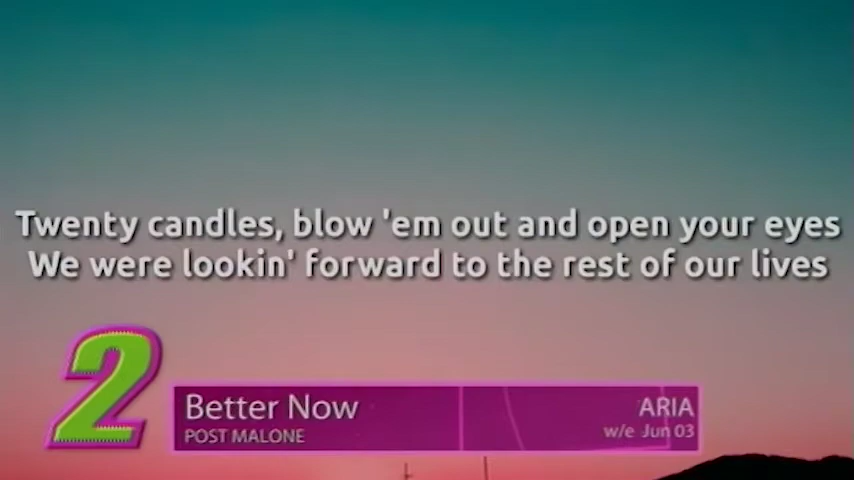 Twenty candles, blow 'em out and open your eyes
We were lookin' forward to the rest of our lives
2
Better Now
POST MALONE
ARIA
w/e Jun 03